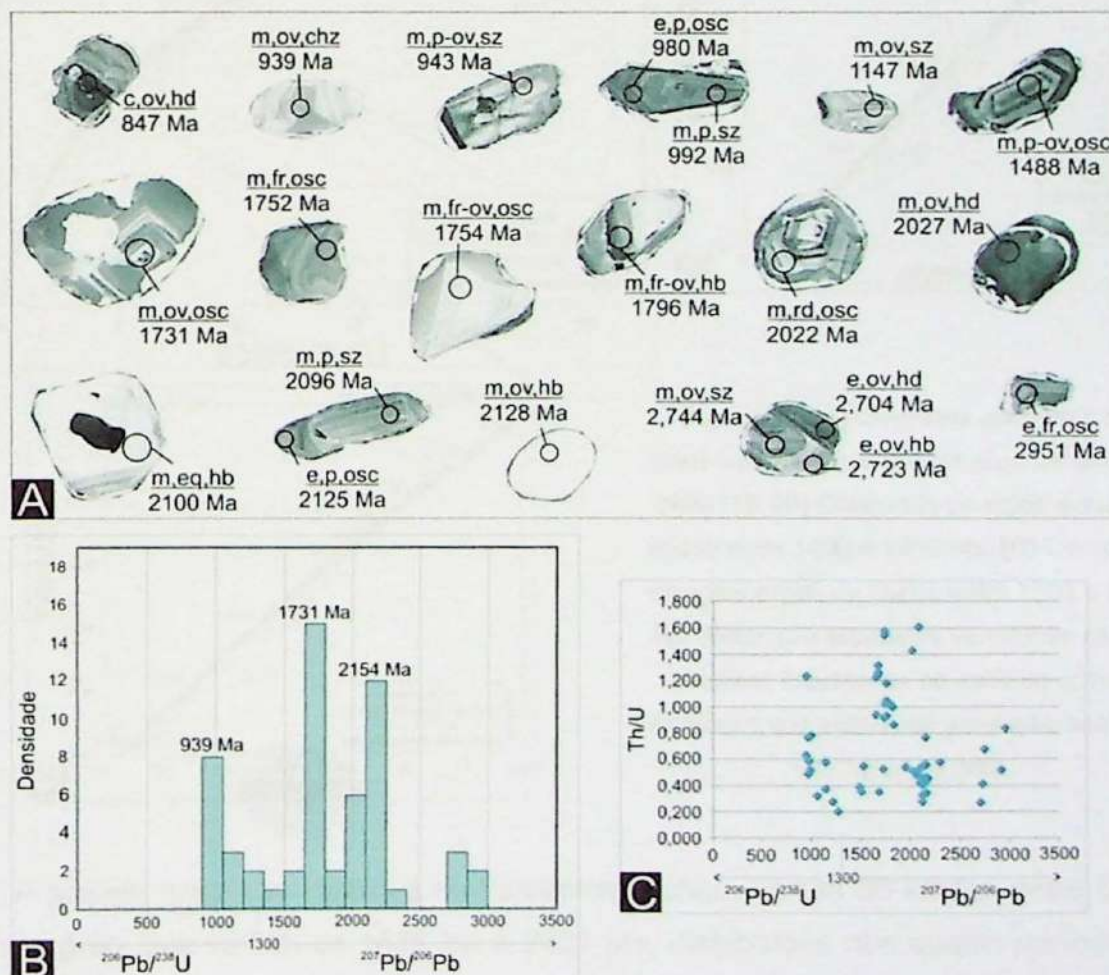 c,ov,hd
847 Ma
m,ov,chz
939 Ma
m,p-ov,sz
943 Ma
e,p,osc
980 Ma
m,p,sz
992 Ma
m,ov,sz
1147 Ma
m,p-ov,osc
1488 Ma
m,ov,osc
1731 Ma
m,fr,osc
1752 Ma
m,fr-ov,osc
1754 Ma
m,fr-ov,hb
1796 Ma
m,rd,osc
2022 Ma
m,ov,hd
2027 Ma
m,eq,hb
2100 Ma
m,p,sz
2096 Ma
e,p,osc
2125 Ma
m,ov,hb
2128 Ma
m,ov,sz
2,744 Ma
e,ov,hd
2,704 Ma
e,ov,hb
2,723 Ma
e,fr,osc
2951 Ma
A
Densidade
18
16
14
12
10
8
6
4
2
0
939 Ma
1731 Ma
2154 Ma
0 500 1000 1500 2000 2500 3000 3500
< 1300 >
²⁰⁶Pb/²³⁸U ²⁰⁷Pb/²⁰⁶Pb
B
Th/U
1,800
1,600
1,400
1,200
1,000
0,800
0,600
0,400
0,200
0,000
0 500 1000 1500 2000 2500 3000 3500
< 1300 >
²⁰⁶Pb/²³⁸U ²⁰⁷Pb/²⁰⁶Pb
C